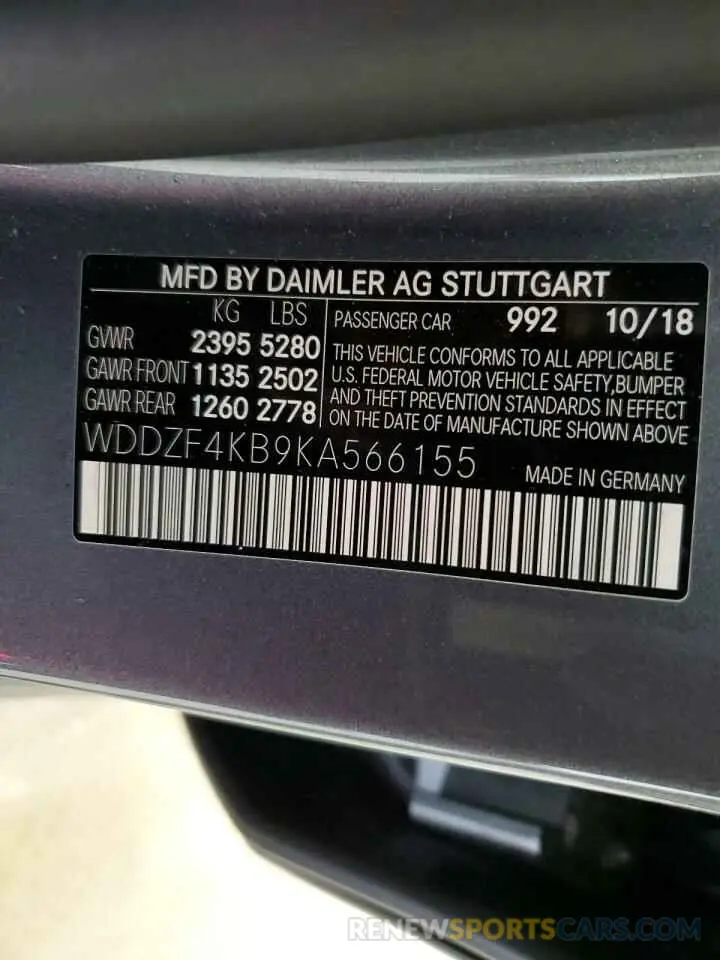 MFD BY DAIMLER AG STUTTGART
KG LBS
GVWR 2395 5280
GAWR FRONT 1135 2502
GAWR REAR 1260 2778
PASSENGER CAR 992 10/18
THIS VEHICLE CONFORMS TO ALL APPLICABLE
U.S. FEDERAL MOTOR VEHICLE SAFETY, BUMPER
AND THEFT PREVENTION STANDARDS IN EFFECT
ON THE DATE OF MANUFACTURE SHOWN ABOVE
WDDZF4KB9KA566155
MADE IN GERMANY
RENEWSPORTSCARS.COM